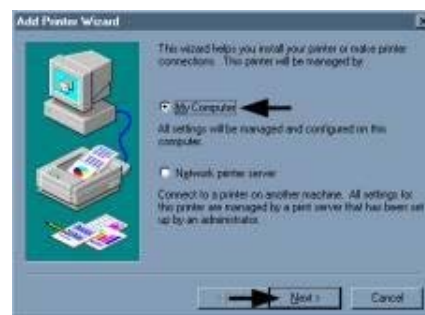 Add Printer Wizard
This wizard helps you install your printer or make printer
connections. This printer will be managed by:
My Computer
All settings will be managed and configured on this
computer.
Network printer server
Connect to a printer on another machine. All settings for
this printer are managed by a print server that has been set
up by an administrator.
Next >
Cancel